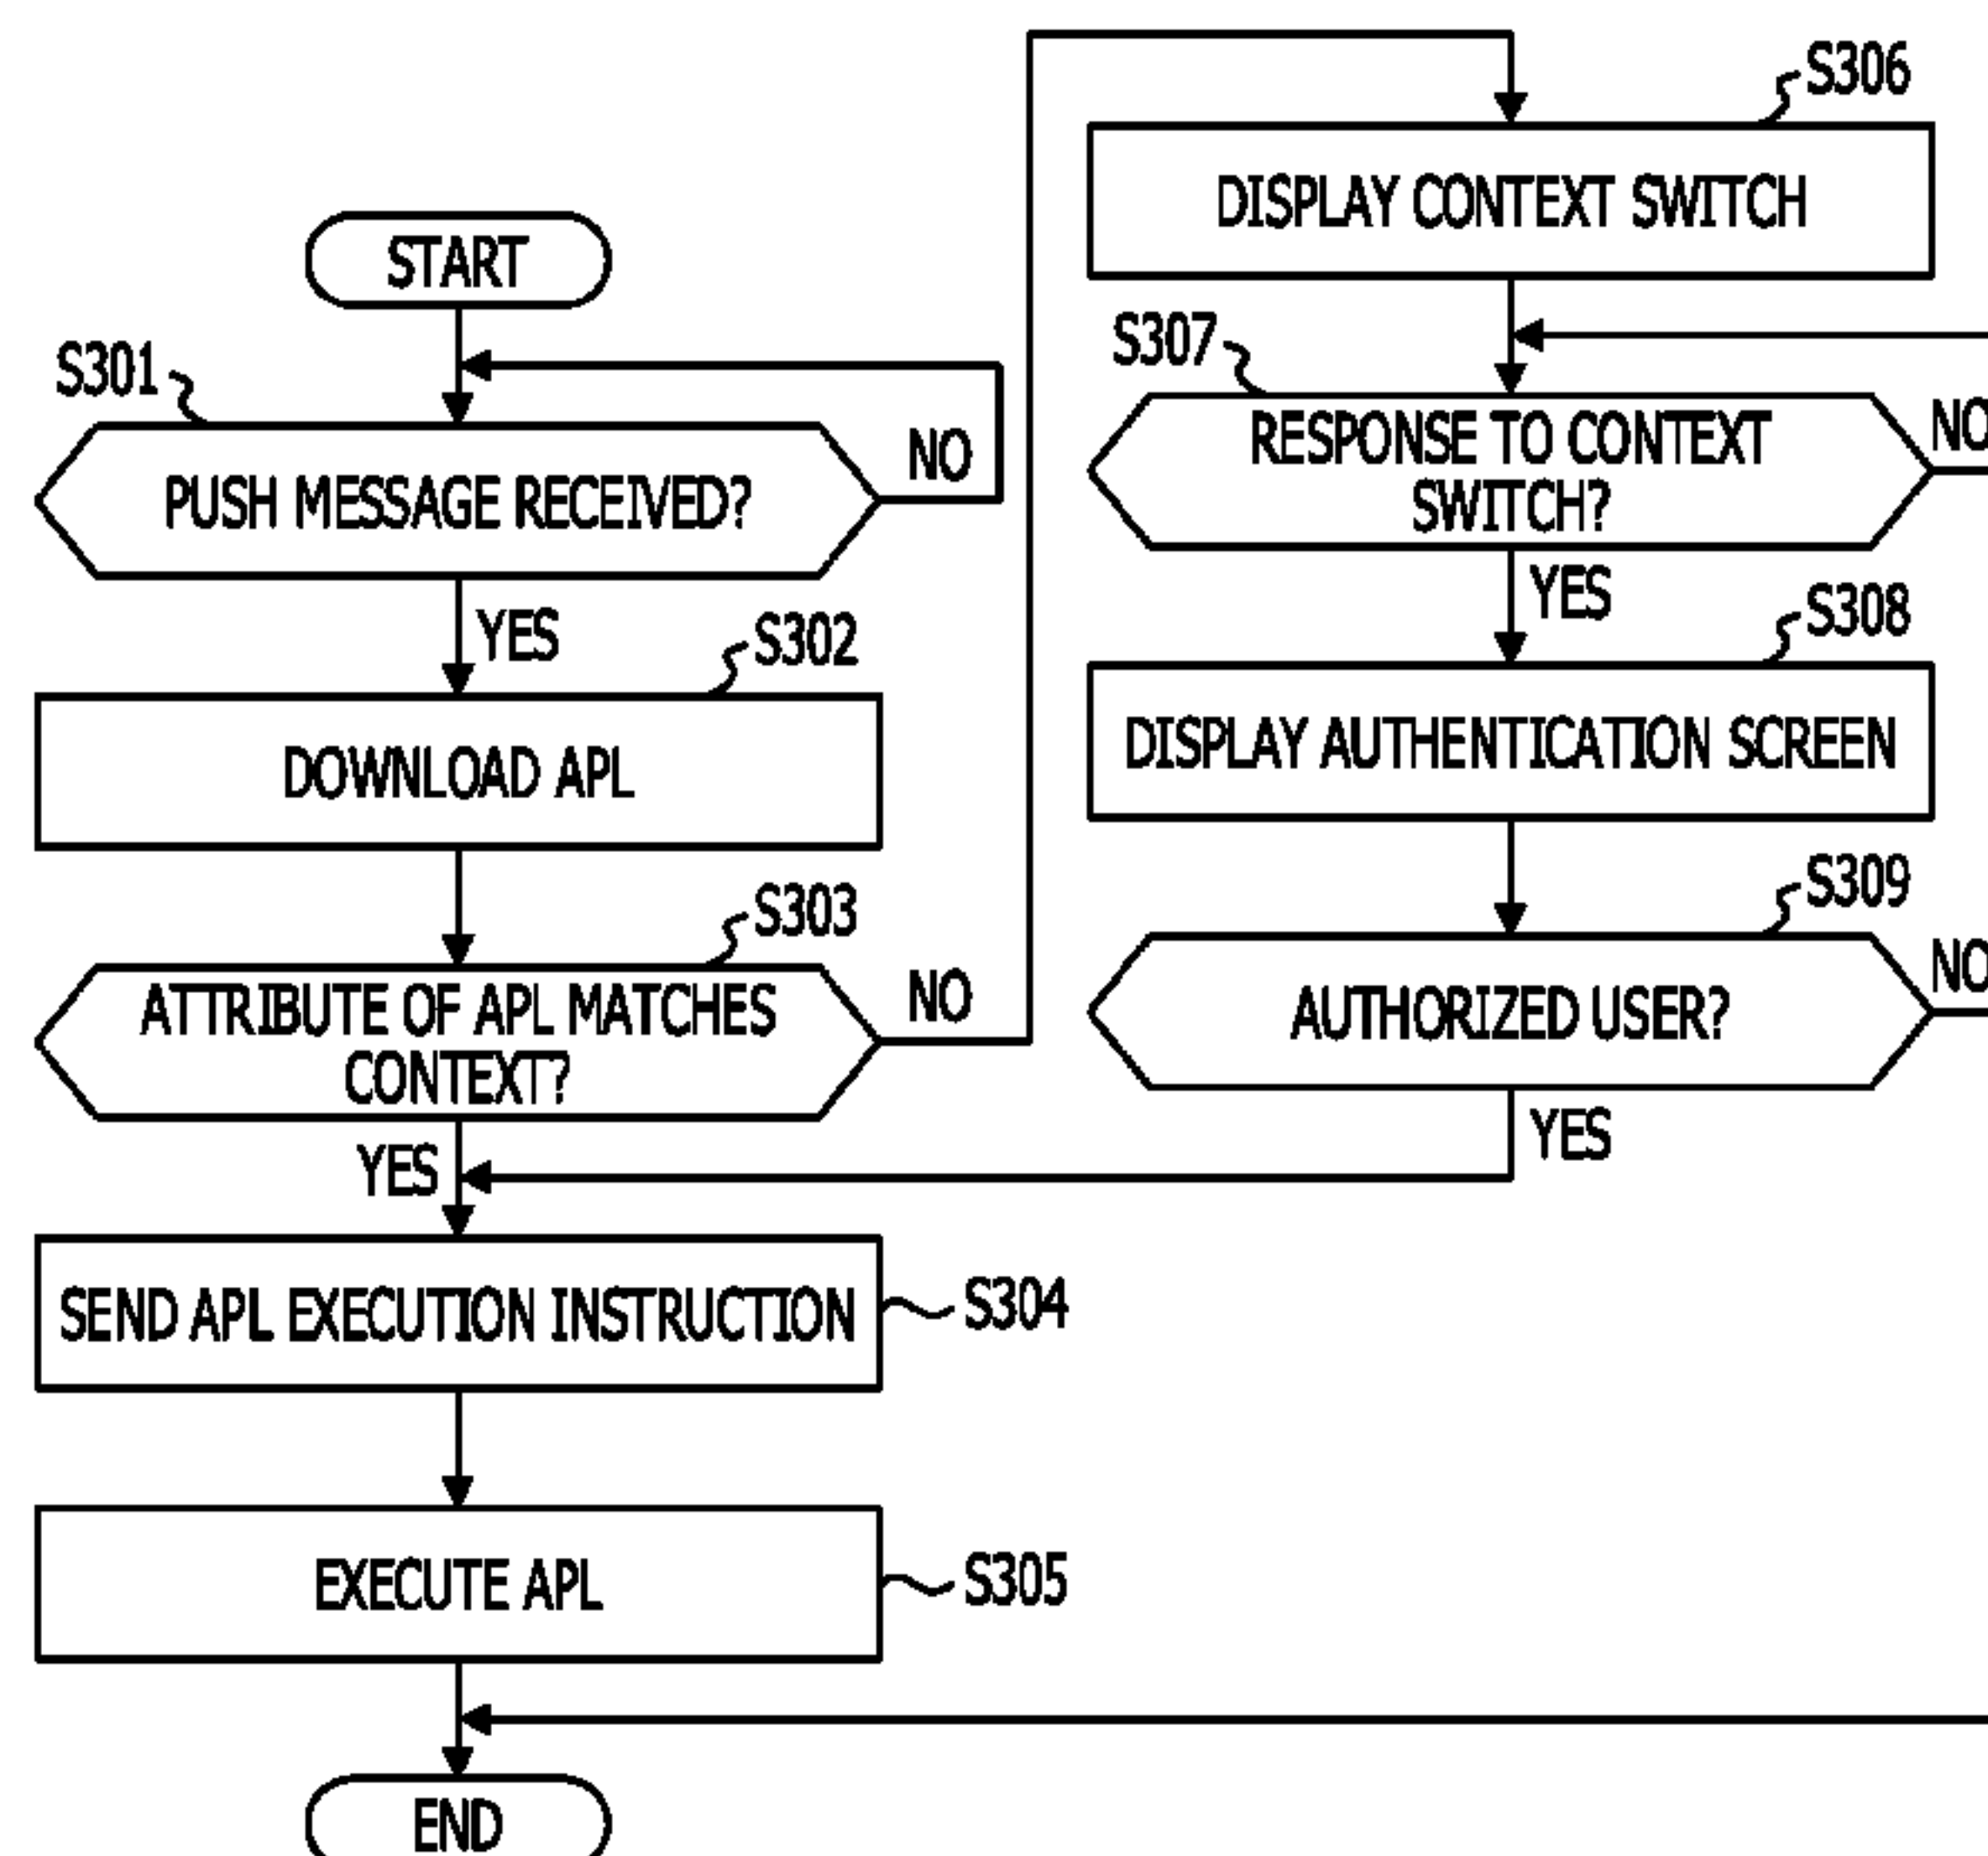 START
S301
PUSH MESSAGE RECEIVED?
NO
YES
S302
DOWNLOAD APL
S303
ATTRIBUTE OF APL MATCHES
CONTEXT?
NO
YES
SEND APL EXECUTION INSTRUCTION
S304
EXECUTE APL
S305
END
S306
DISPLAY CONTEXT SWITCH
S307
RESPONSE TO CONTEXT
SWITCH?
NO
YES
S308
DISPLAY AUTHENTICATION SCREEN
S309
AUTHORIZED USER?
NO
YES